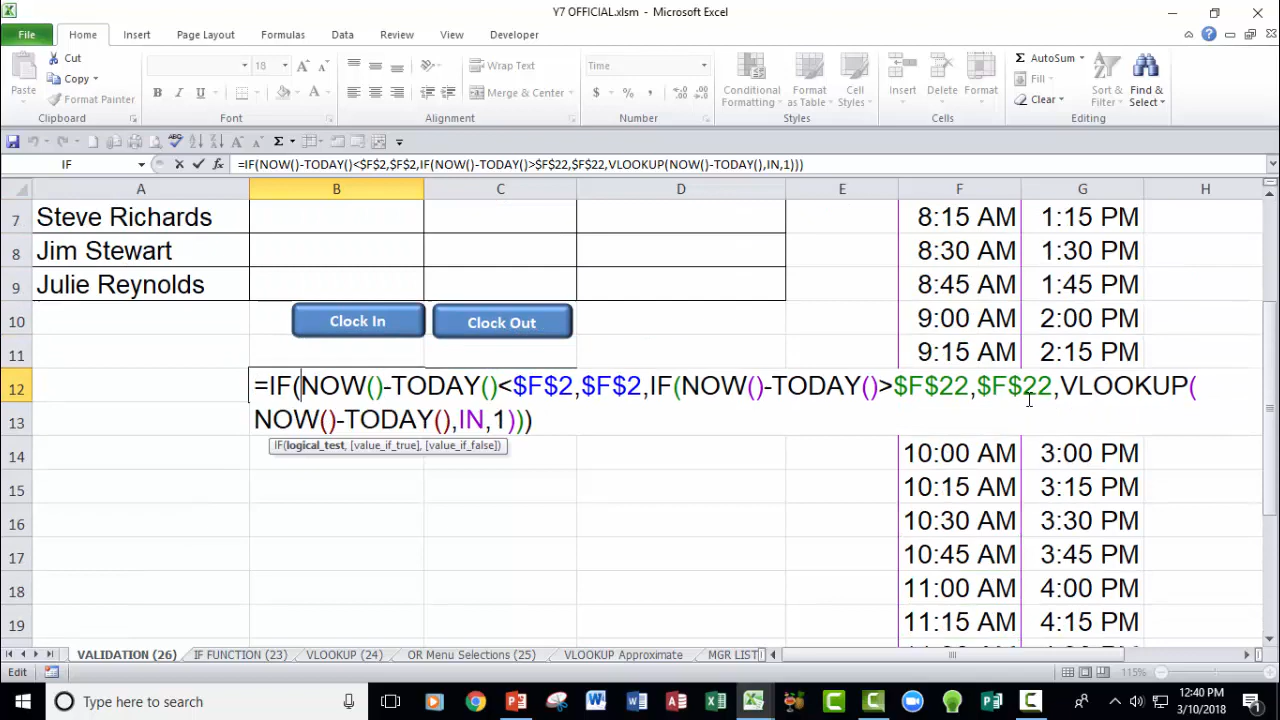 Y7 OFFICIAL.xlsm - Microsoft Excel
File Home Insert Page Layout Formulas Data Review View Developer
Cut
Copy
Format Painter
Paste
Clipboard
18
B I U
Font
Wrap Text
Merge & Center
Alignment
Time
$ % ,
Number
Conditional Formatting
Format as Table
Cell Styles
Styles
Insert Delete Format
Cells
AutoSum
Fill
Clear
Sort & Filter
Find & Select
Editing
IF =IF(NOW()-TODAY()<$F$2,$F$2,IF(NOW()-TODAY()>$F$22,$F$22,VLOOKUP(NOW()-TODAY(),IN,1)))
A B C D E F G H
7 Steve Richards 8:15 AM 1:15 PM
8 Jim Stewart 8:30 AM 1:30 PM
9 Julie Reynolds 8:45 AM 1:45 PM
10 Clock In Clock Out 9:00 AM 2:00 PM
11 9:15 AM 2:15 PM
12 =IF(NOW()-TODAY()<$F$2,$F$2,IF(NOW()-TODAY()>$F$22,$F$22,VLOOKUP(
13 NOW()-TODAY(),IN,1)))
IF(logical_test, [value_if_true], [value_if_false])
14 10:00 AM 3:00 PM
15 10:15 AM 3:15 PM
16 10:30 AM 3:30 PM
17 10:45 AM 3:45 PM
18 11:00 AM 4:00 PM
19 11:15 AM 4:15 PM
VALIDATION (26) IF FUNCTION (23) VLOOKUP (24) OR Menu Selections (25) VLOOKUP Approximate MGR LIST
Edit 115%
Type here to search
12:40 PM
3/10/2018